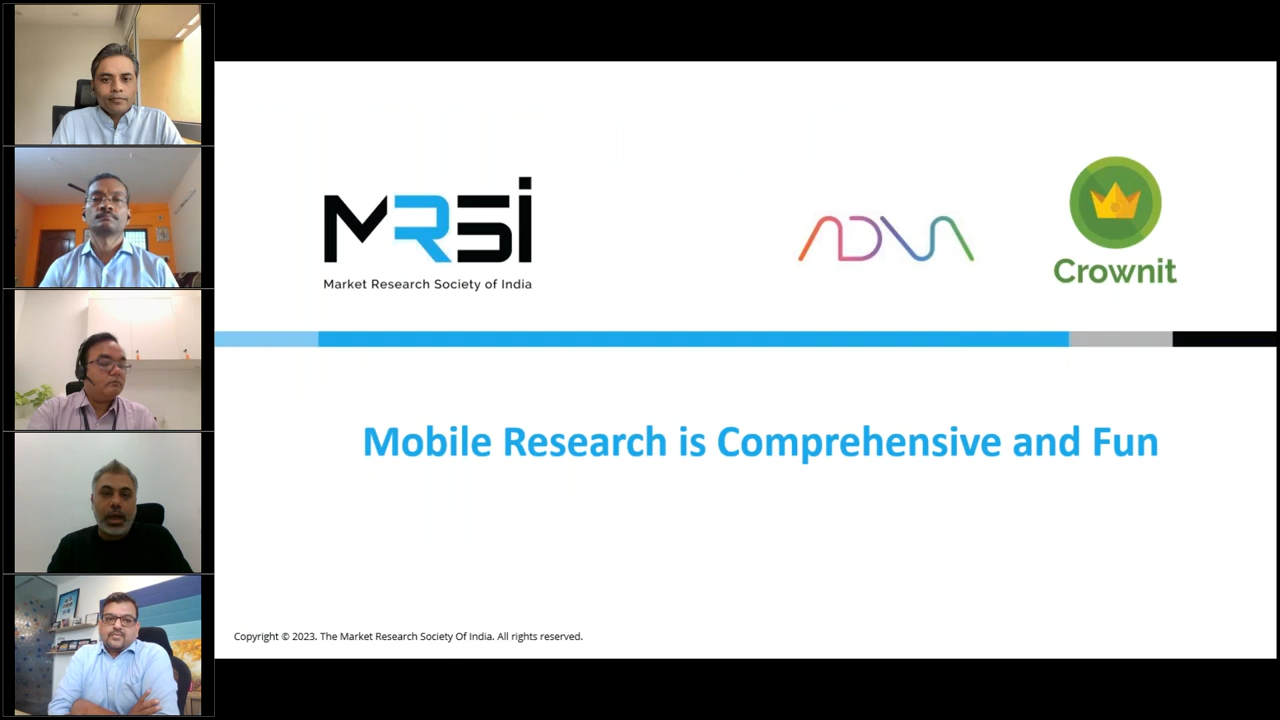 MRSI
Market Research Society of India
ADNA
Crownit
Mobile Research is Comprehensive and Fun
Copyright © 2023. The Market Research Society Of India. All rights reserved.